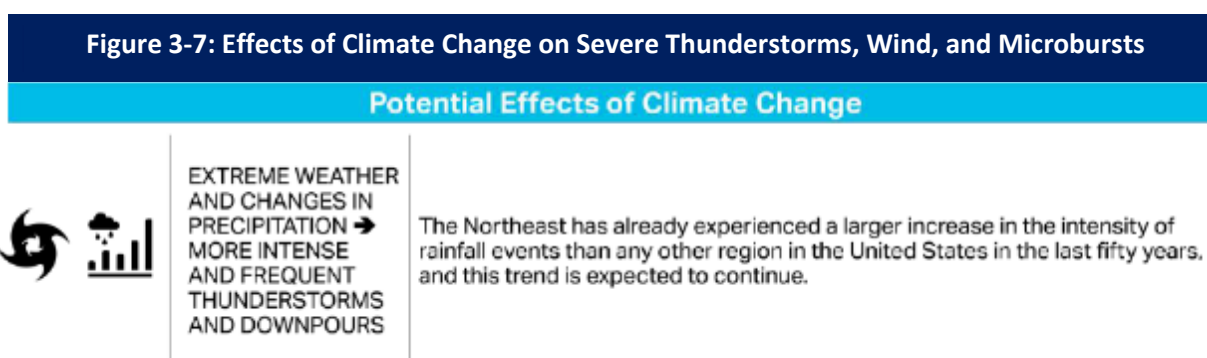 Figure 3-7: Effects of Climate Change on Severe Thunderstorms, Wind, and Microbursts
Potential Effects of Climate Change
EXTREME WEATHER
AND CHANGES IN
PRECIPITATION ➔
MORE INTENSE
AND FREQUENT
THUNDERSTORMS
AND DOWNPOURS
The Northeast has already experienced a larger increase in the intensity of
rainfall events than any other region in the United States in the last fifty years,
and this trend is expected to continue.